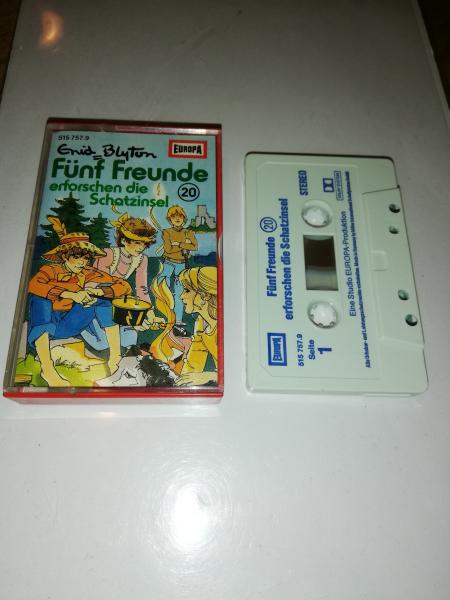 515 757.9
EUROPA
Enid Blyton
Fünf Freunde
erforschen die
Schatzinsel
20
STEREO
Fünf Freunde 20
erforschen die Schatzinsel
EUROPA
515 757.9
Seite
1
Eine Studio EUROPA-Produktion